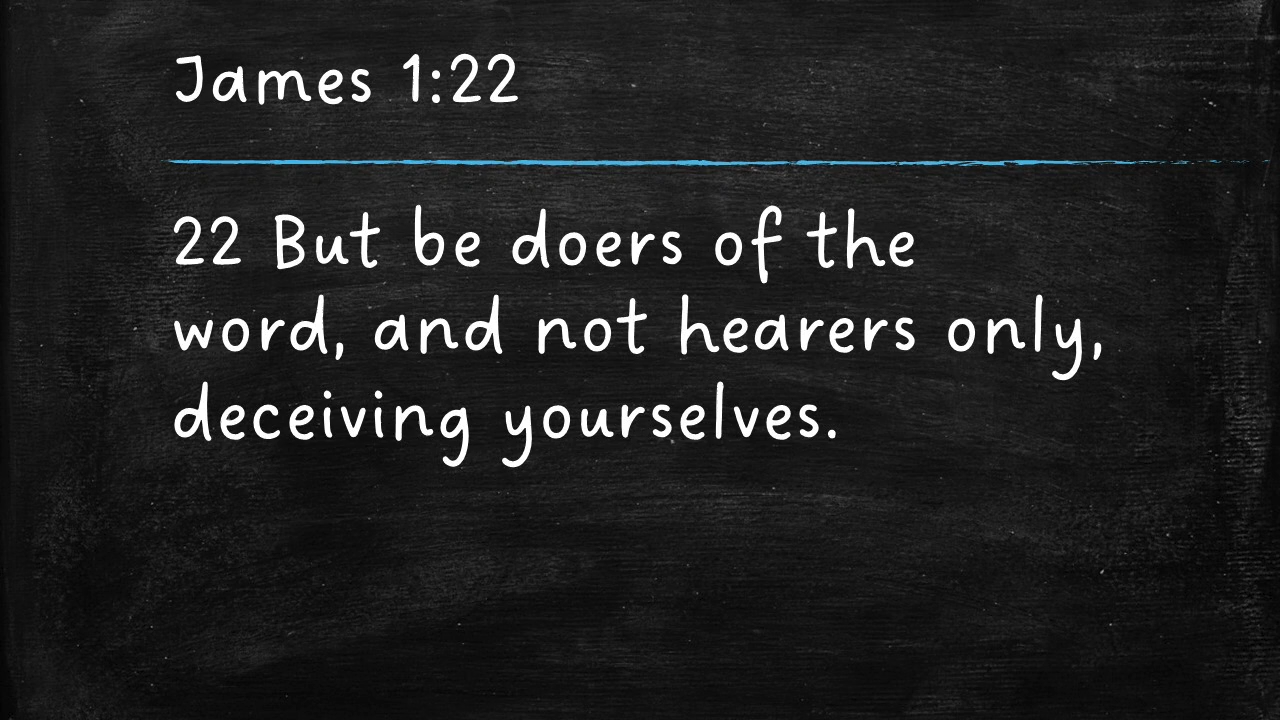 James 1:22
22 But be doers of the
word, and not hearers only,
deceiving yourselves.